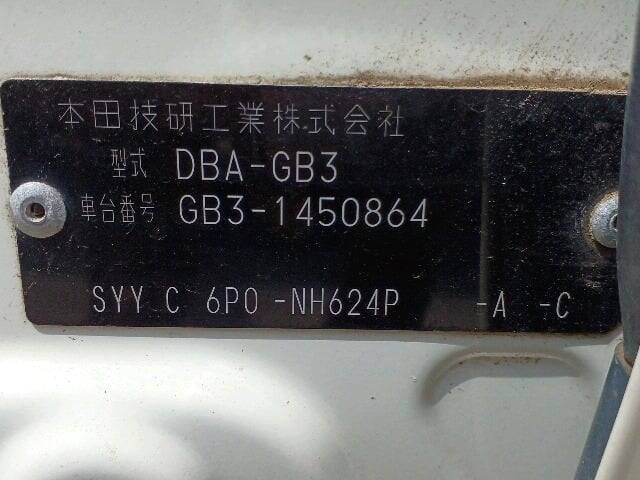 本田技研工業株式会社
型式 DBA-GB3
車台番号 GB3-1450864
SYY C 6P0 -NH624P -A -C